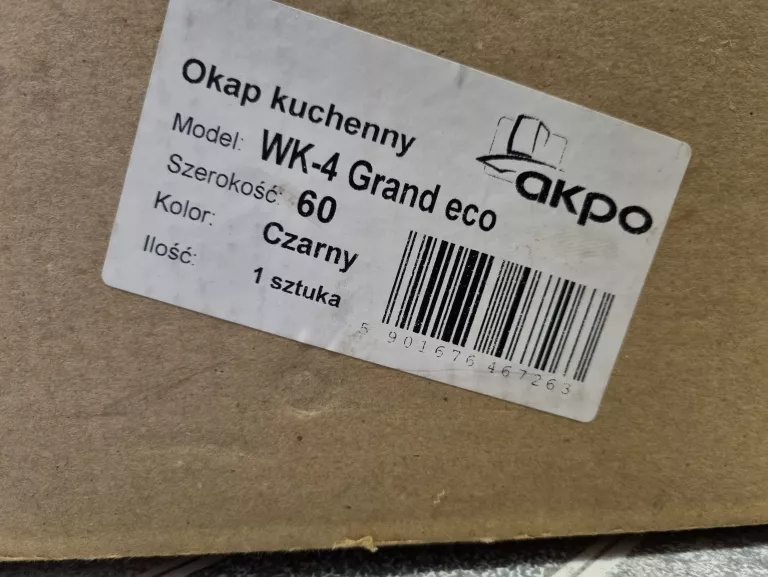 Okap kuchenny
akpo
Model: WK-4 Grand eco
Szerokość: 60
Kolor: Czarny
Ilość: 1 sztuka
5 901676 467263